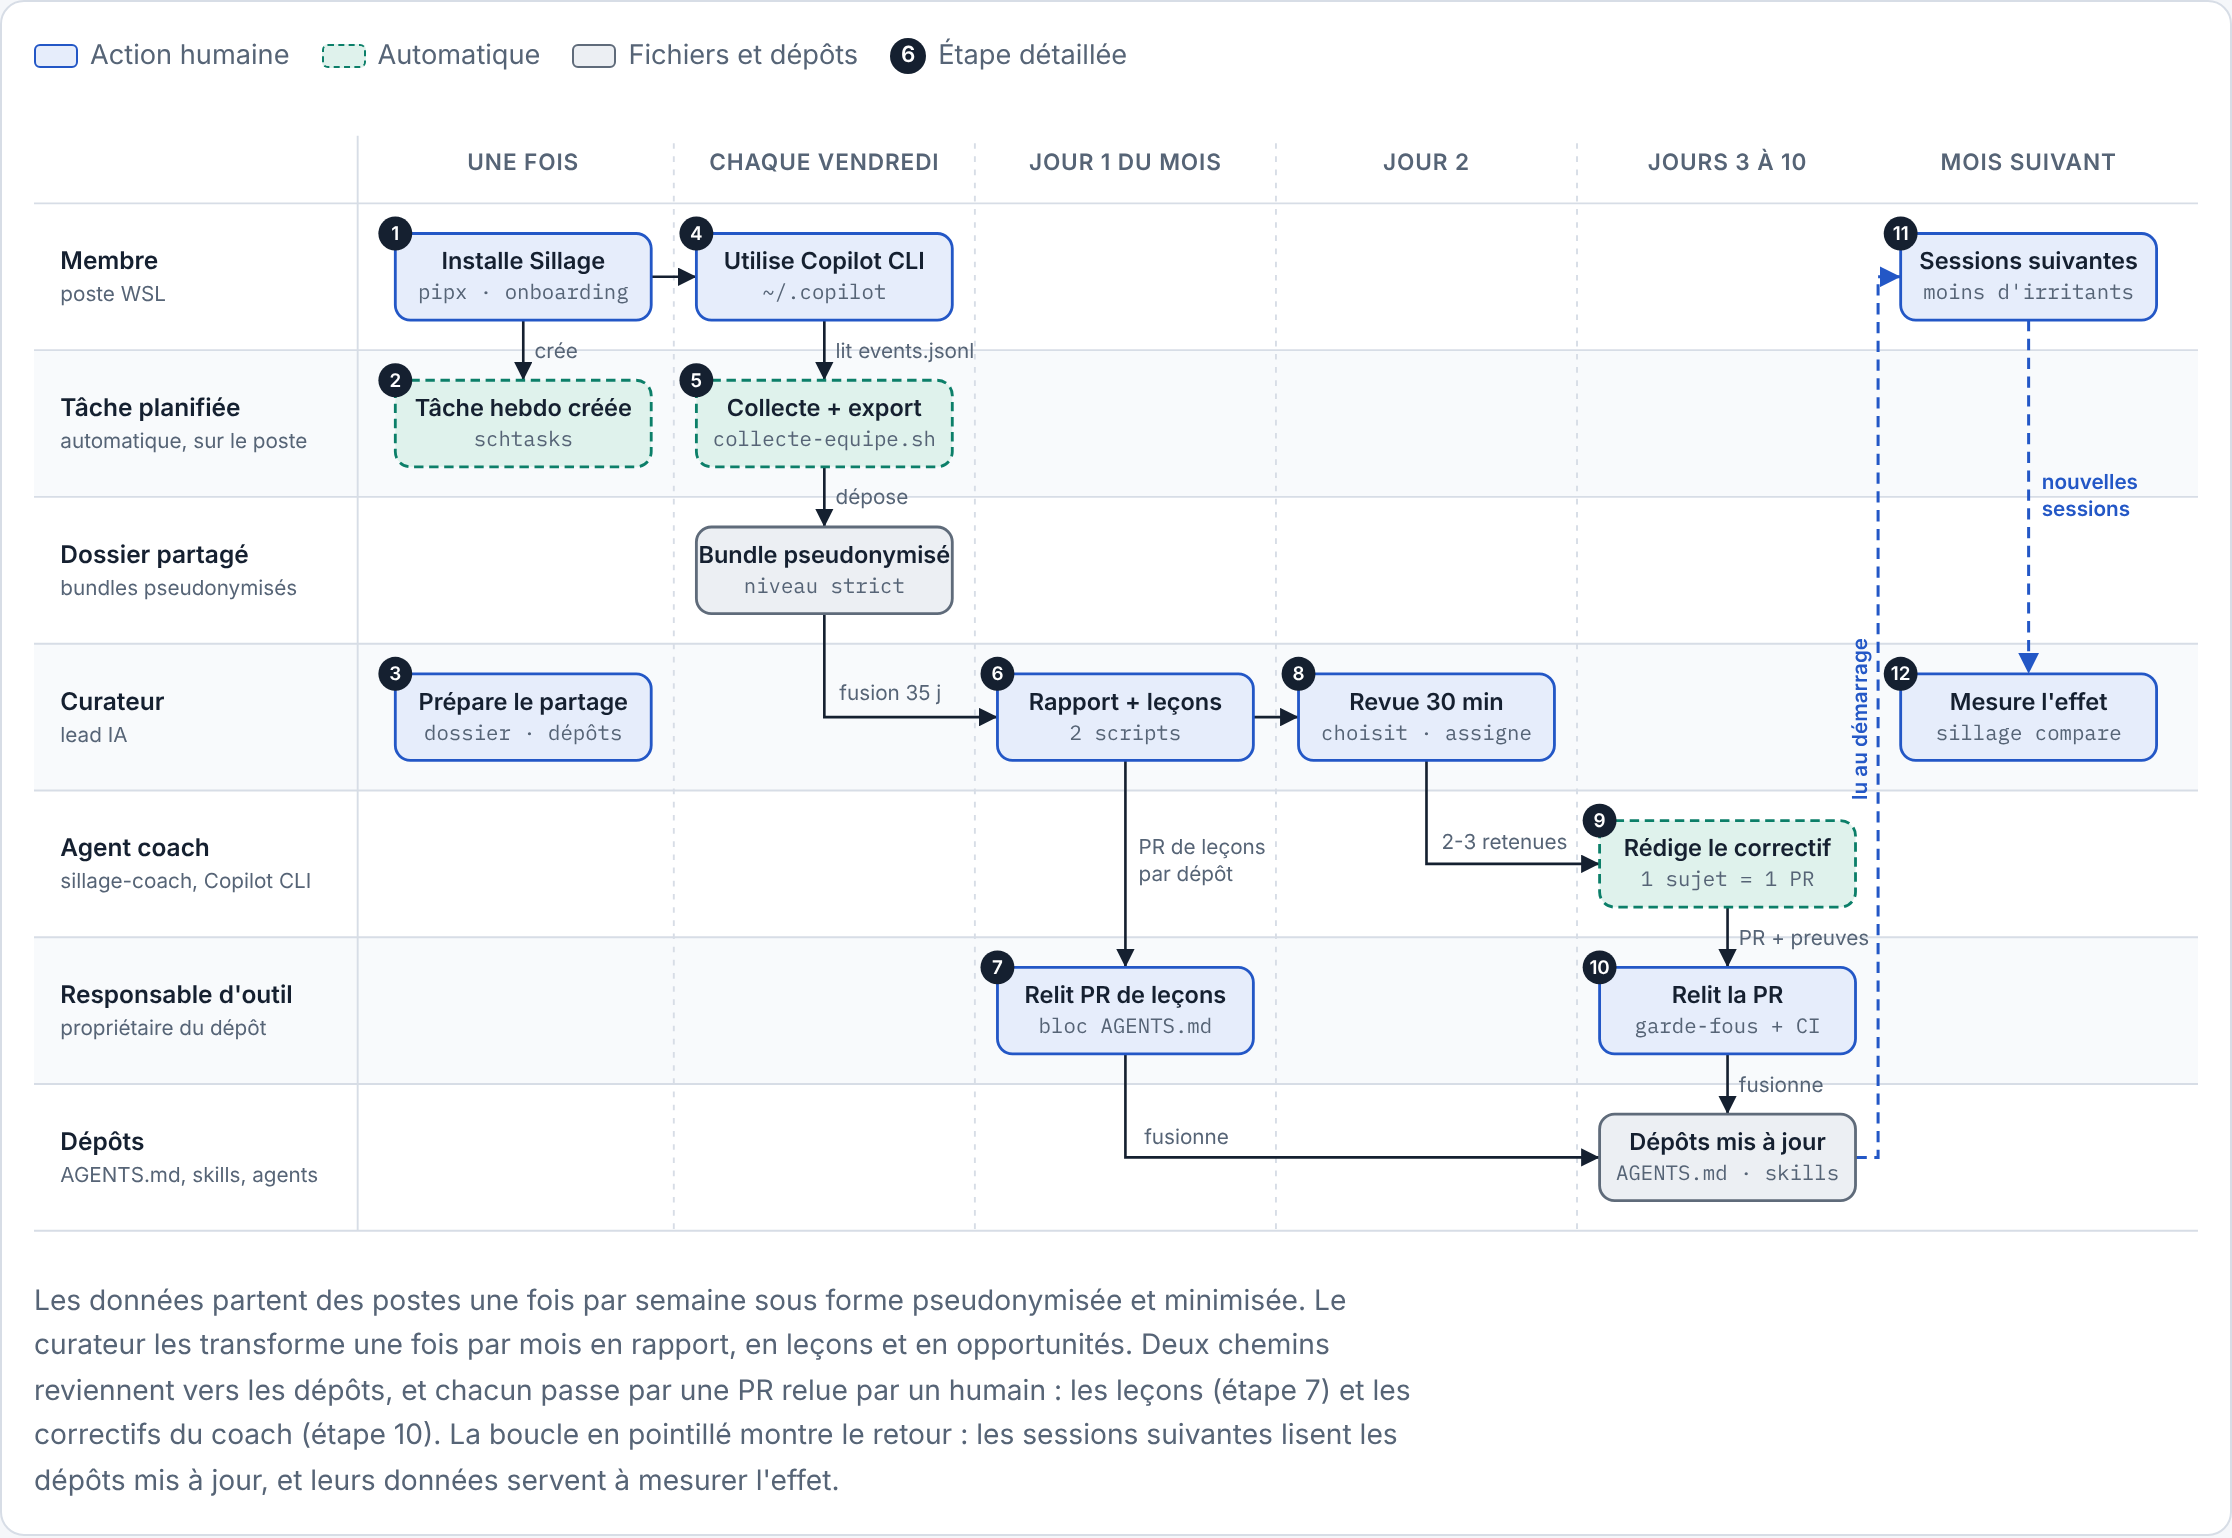 Action humaine
Automatique
Fichiers et dépôts
6 Étape détaillée
UNE FOIS
CHAQUE VENDREDI
JOUR 1 DU MOIS
JOUR 2
JOURS 3 À 10
MOIS SUIVANT
Membre
poste WSL
1
Installe Sillage
pipx · onboarding
4
Utilise Copilot CLI
~/.copilot
11
Sessions suivantes
moins d'irritants
crée
lit events.jsonl
Tâche planifiée
automatique, sur le poste
2
Tâche hebdo créée
schtasks
5
Collecte + export
collecte-equipe.sh
dépose
nouvelles
sessions
Dossier partagé
bundles pseudonymisés
Bundle pseudonymisé
niveau strict
Curateur
lead IA
3
Prépare le partage
dossier · dépôts
fusion 35 j
6
Rapport + leçons
2 scripts
8
Revue 30 min
choisit · assigne
lu au démarrage
12
Mesure l'effet
sillage compare
Agent coach
sillage-coach, Copilot CLI
PR de leçons
par dépôt
2-3 retenues
9
Rédige le correctif
1 sujet = 1 PR
PR + preuves
Responsable d'outil
propriétaire du dépôt
7
Relit PR de leçons
bloc AGENTS.md
10
Relit la PR
garde-fous + CI
fusionne
Dépôts
AGENTS.md, skills, agents
fusionne
Dépôts mis à jour
AGENTS.md · skills
Les données partent des postes une fois par semaine sous forme pseudonymisée et minimisée. Le
curateur les transforme une fois par mois en rapport, en leçons et en opportunités. Deux chemins
reviennent vers les dépôts, et chacun passe par une PR relue par un humain : les leçons (étape 7) et les
correctifs du coach (étape 10). La boucle en pointillé montre le retour : les sessions suivantes lisent les
dépôts mis à jour, et leurs données servent à mesurer l'effet.